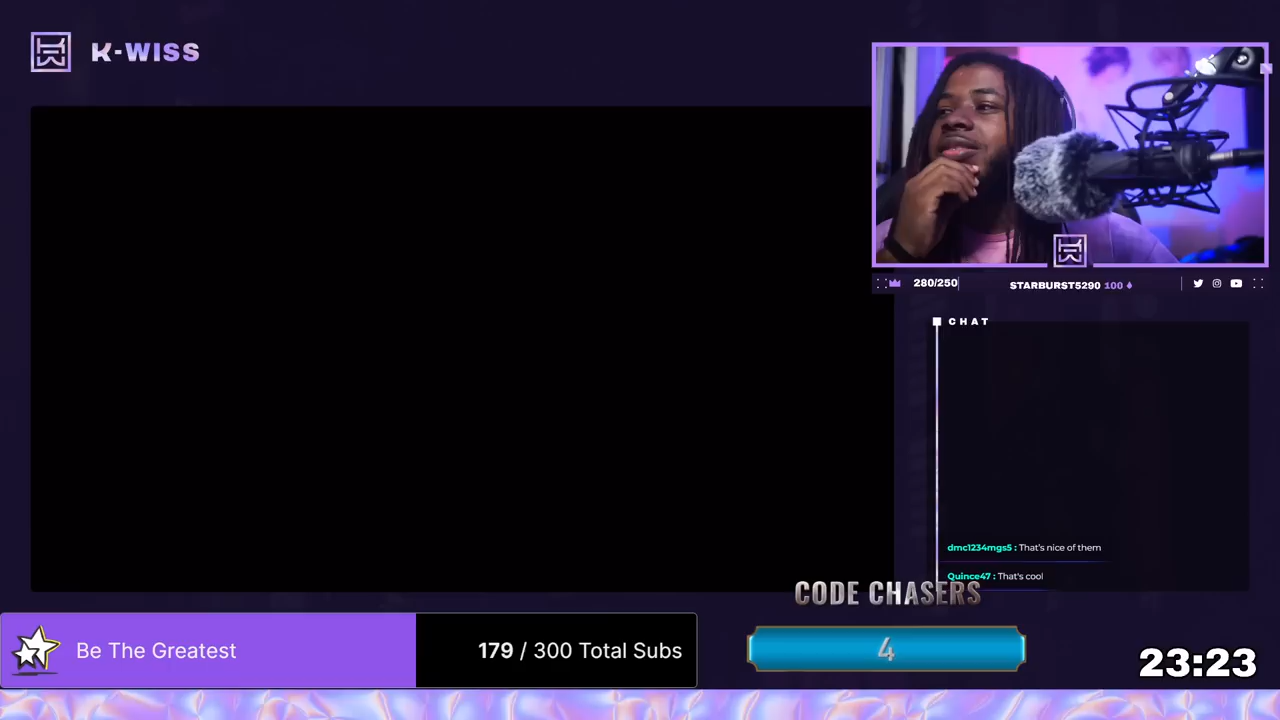 K-WISS
280/250
STARBURST5290 100
CHAT
dmc1234mgs5 : That's nice of them
Quince47 : That's cool
CODE CHASERS
4
Be The Greatest
179 / 300 Total Subs
23:23